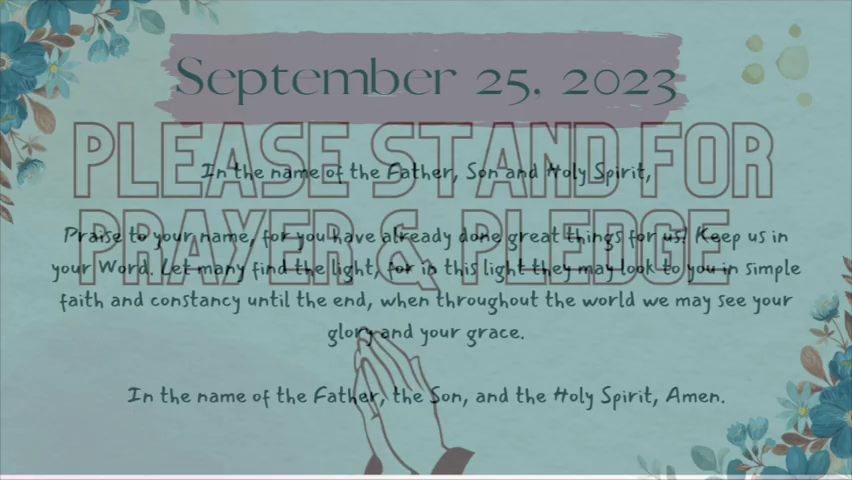 September 25, 2023
PLEASE STAND FOR
In the name of the Father, Son and Holy Spirit,
PRAYER & PLEDGE
Praise to your name, for you have already done great things for us! Keep us in
your Word. Let many find the light, for in this light they may look to you in simple
faith and constancy until the end, when throughout the world we may see your
glory and your grace.
In the name of the Father, the Son, and the Holy Spirit, Amen.